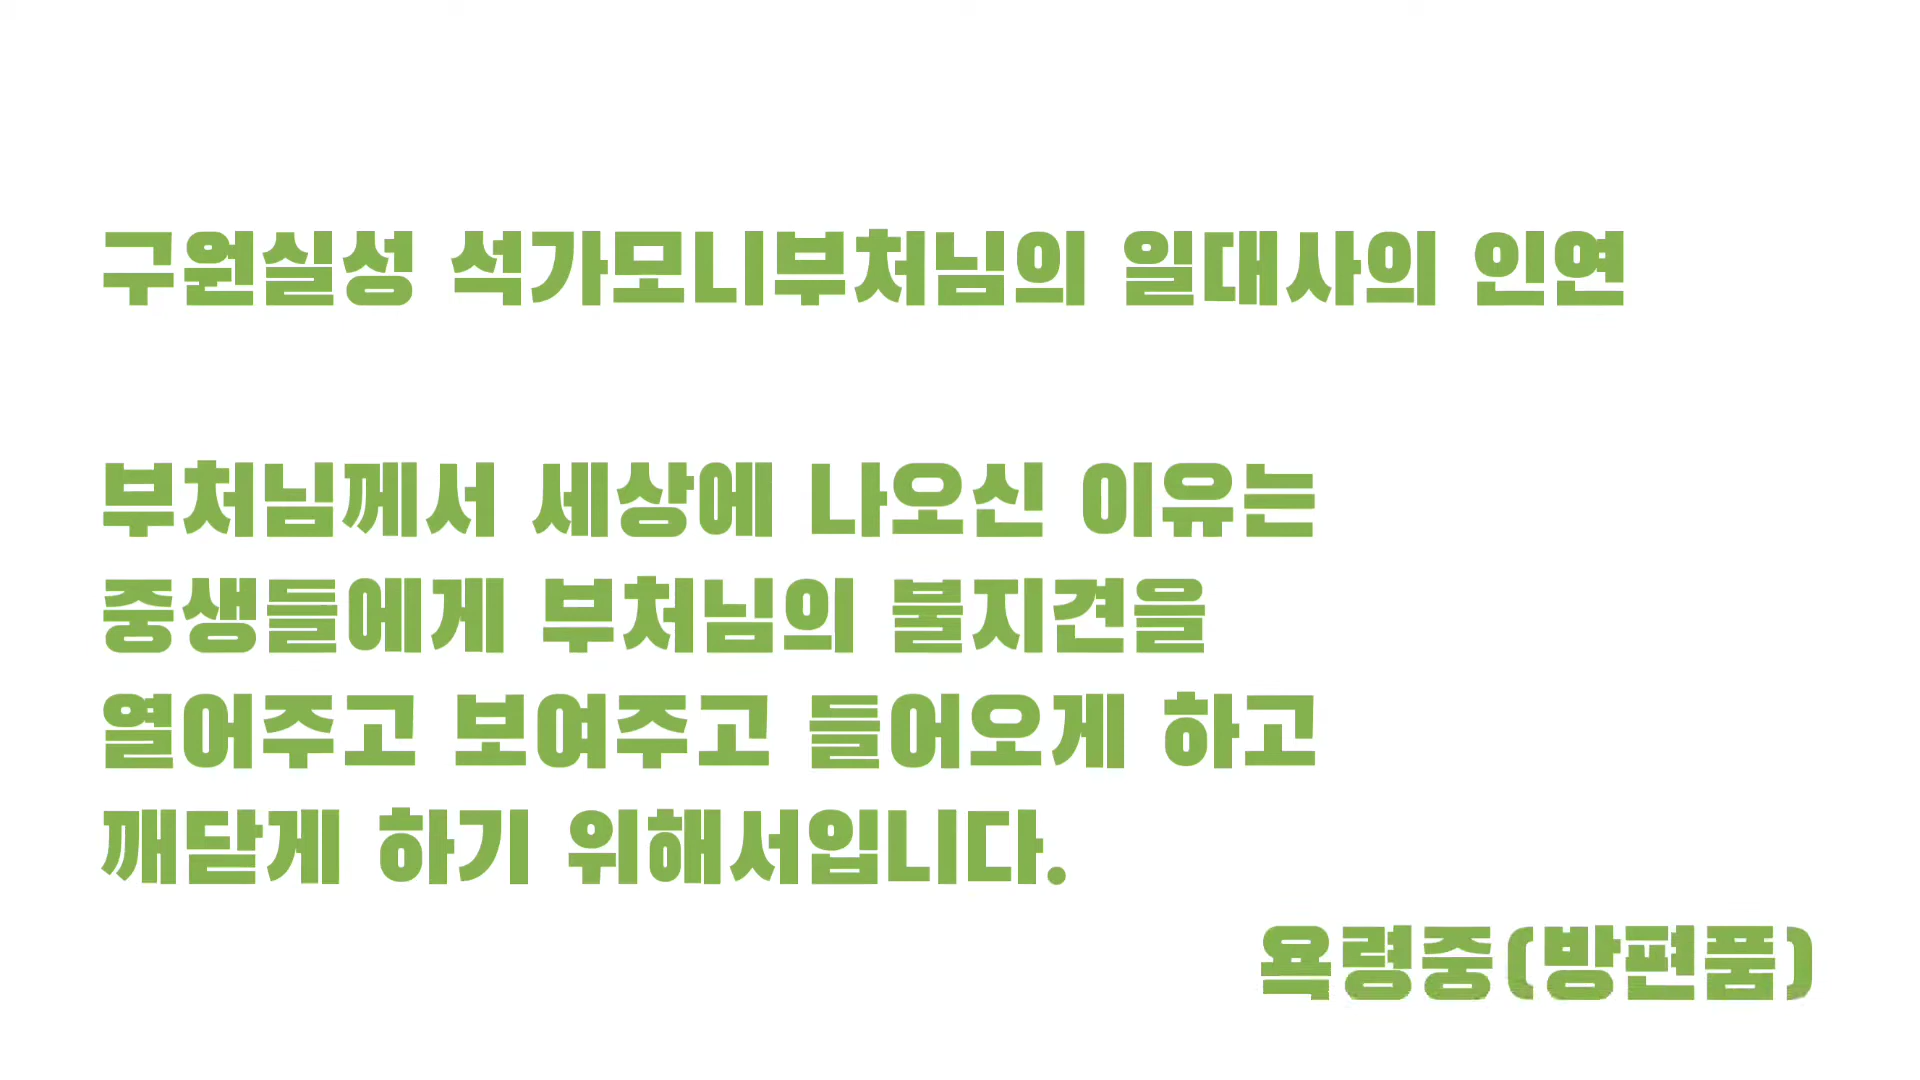 구원실성 석가모니부처님의 일대사의 인연
부처님께서 세상에 나오신 이유는
중생들에게 부처님의 불지견을
열어주고 보여주고 들어오게 하고
깨닫게 하기 위해서입니다.
욕령중(방편품)